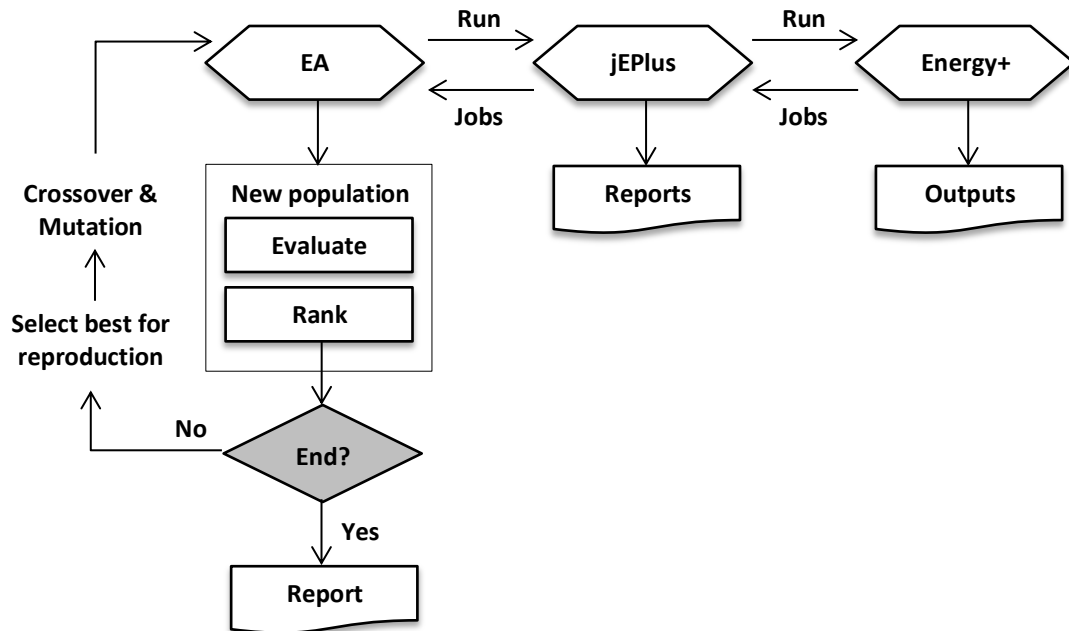 Run
Run
EA
jEPlus
Energy+
Jobs
Jobs
New population
Reports
Outputs
Crossover &
Mutation
Evaluate
Rank
Select best for
reproduction
No
End?
Yes
Report